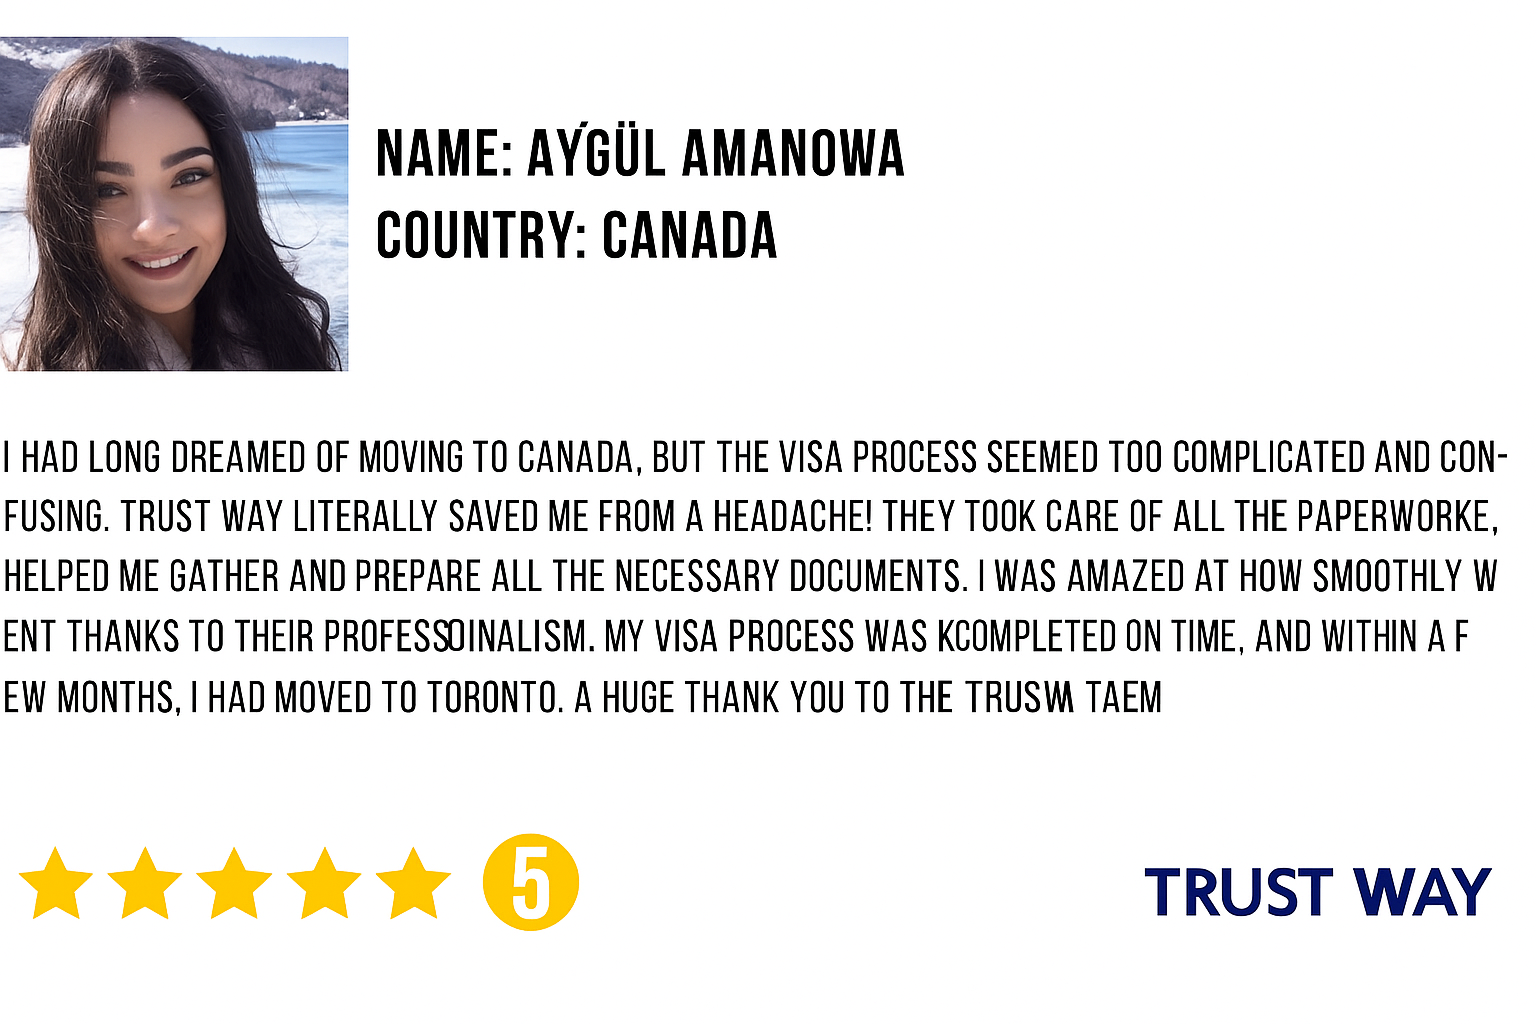 NAME: AÝGÜL AMANOWA
COUNTRY: CANADA
I HAD LONG DREAMED OF MOVING TO CANADA, BUT THE VISA PROCESS SEEMED TOO COMPLICATED AND CON-
FUSING. TRUST WAY LITERALLY SAVED ME FROM A HEADACHE! THEY TOOK CARE OF ALL THE PAPERWORKE,
HELPED ME GATHER AND PREPARE ALL THE NECESSARY DOCUMENTS. I WAS AMAZED AT HOW SMOOTHLY W
ENT THANKS TO THEIR PROFESSOINALISM. MY VISA PROCESS WAS KCOMPLETED ON TIME, AND WITHIN A F
EW MONTHS, I HAD MOVED TO TORONTO. A HUGE THANK YOU TO THE TRUSWA TAEM
5
TRUST WAY